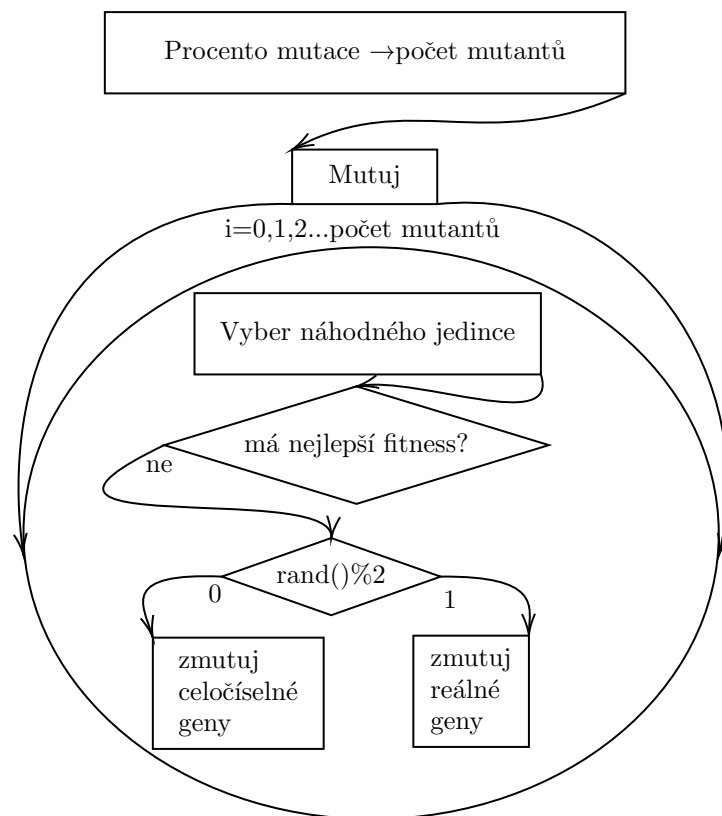 Procento mutace →počet mutantů
Mutuj
i=0,1,2...počet mutantů
Vyber náhodného jedince
má nejlepší fitness?
ne
rand()%2
0
1
zmutuj
celočíselné
geny
zmutuj
reálné
geny